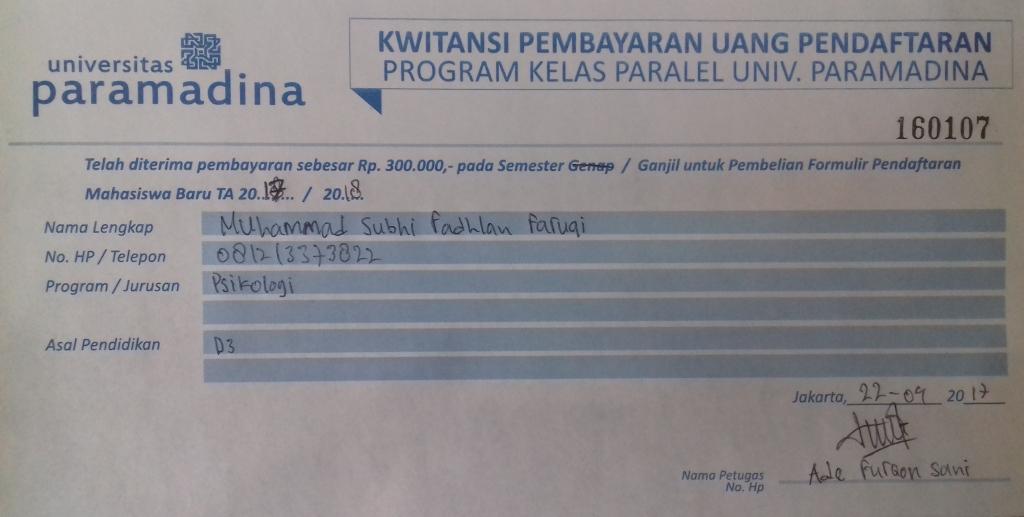 universitas
paramadina
KWITANSI PEMBAYARAN UANG PENDAFTARAN
PROGRAM KELAS PARALEL UNIV. PARAMADINA
160107
Telah diterima pembayaran sebesar Rp. 300.000,- pada Semester Genap / Ganjil untuk Pembelian Formulir Pendaftaran
Mahasiswa Baru TA 20.17... / 20.18.
Nama Lengkap Muhammad Subhi Fadhlan Faruqi
No. HP / Telepon 081213373822
Program / Jurusan Psikologi
Asal Pendidikan D3
Jakarta, 22-09 2017
Nama Petugas Ade Furqon Sani
No. Hp